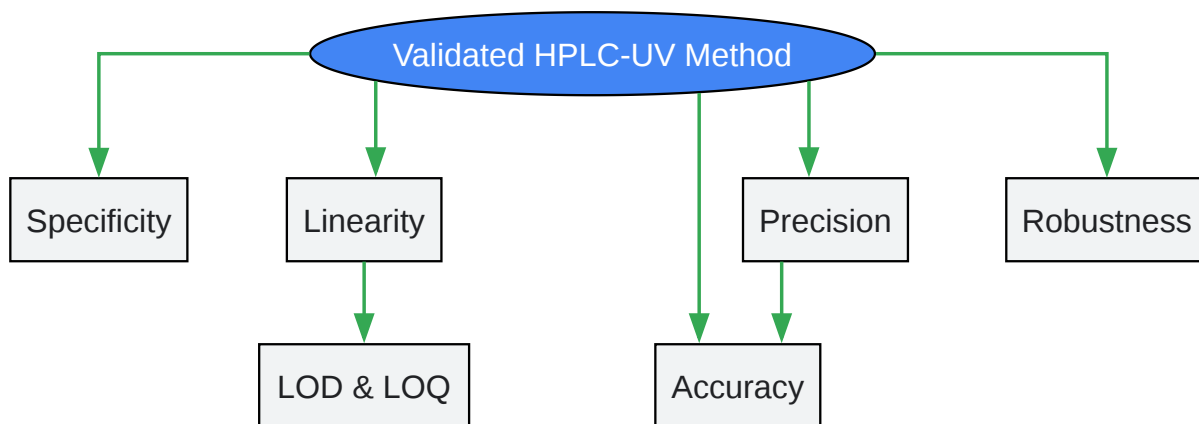 Validated HPLC-UV Method
Specificity
Linearity
Precision
Robustness
LOD & LOQ
Accuracy